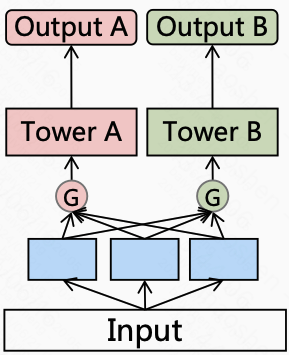 Output A
Output B
Tower A
Tower B
G
G
Input